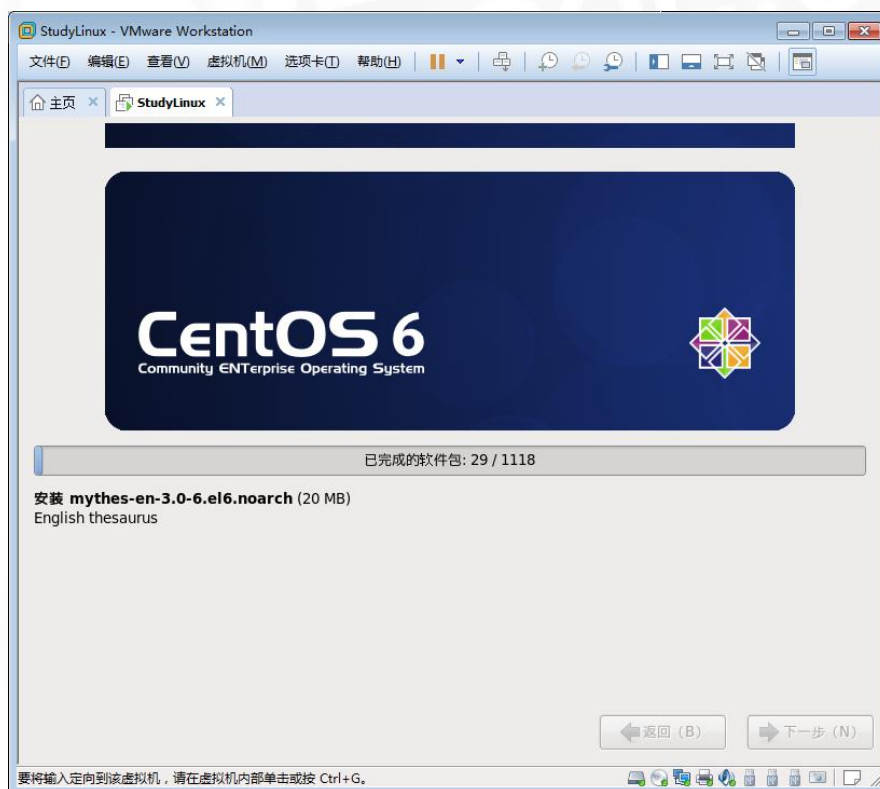 StudyLinux - VMware Workstation
文件(F) 编辑(E) 查看(V) 虚拟机(M) 选项卡(T) 帮助(H)
主页 StudyLinux
CentOS 6
Community ENTerprise Operating System
已完成的软件包: 29 / 1118
安装 mythes-en-3.0-6.el6.noarch (20 MB)
English thesaurus
返回 (B) 下一步 (N)
要将输入定向到该虚拟机，请在虚拟机内部单击或按 Ctrl+G。